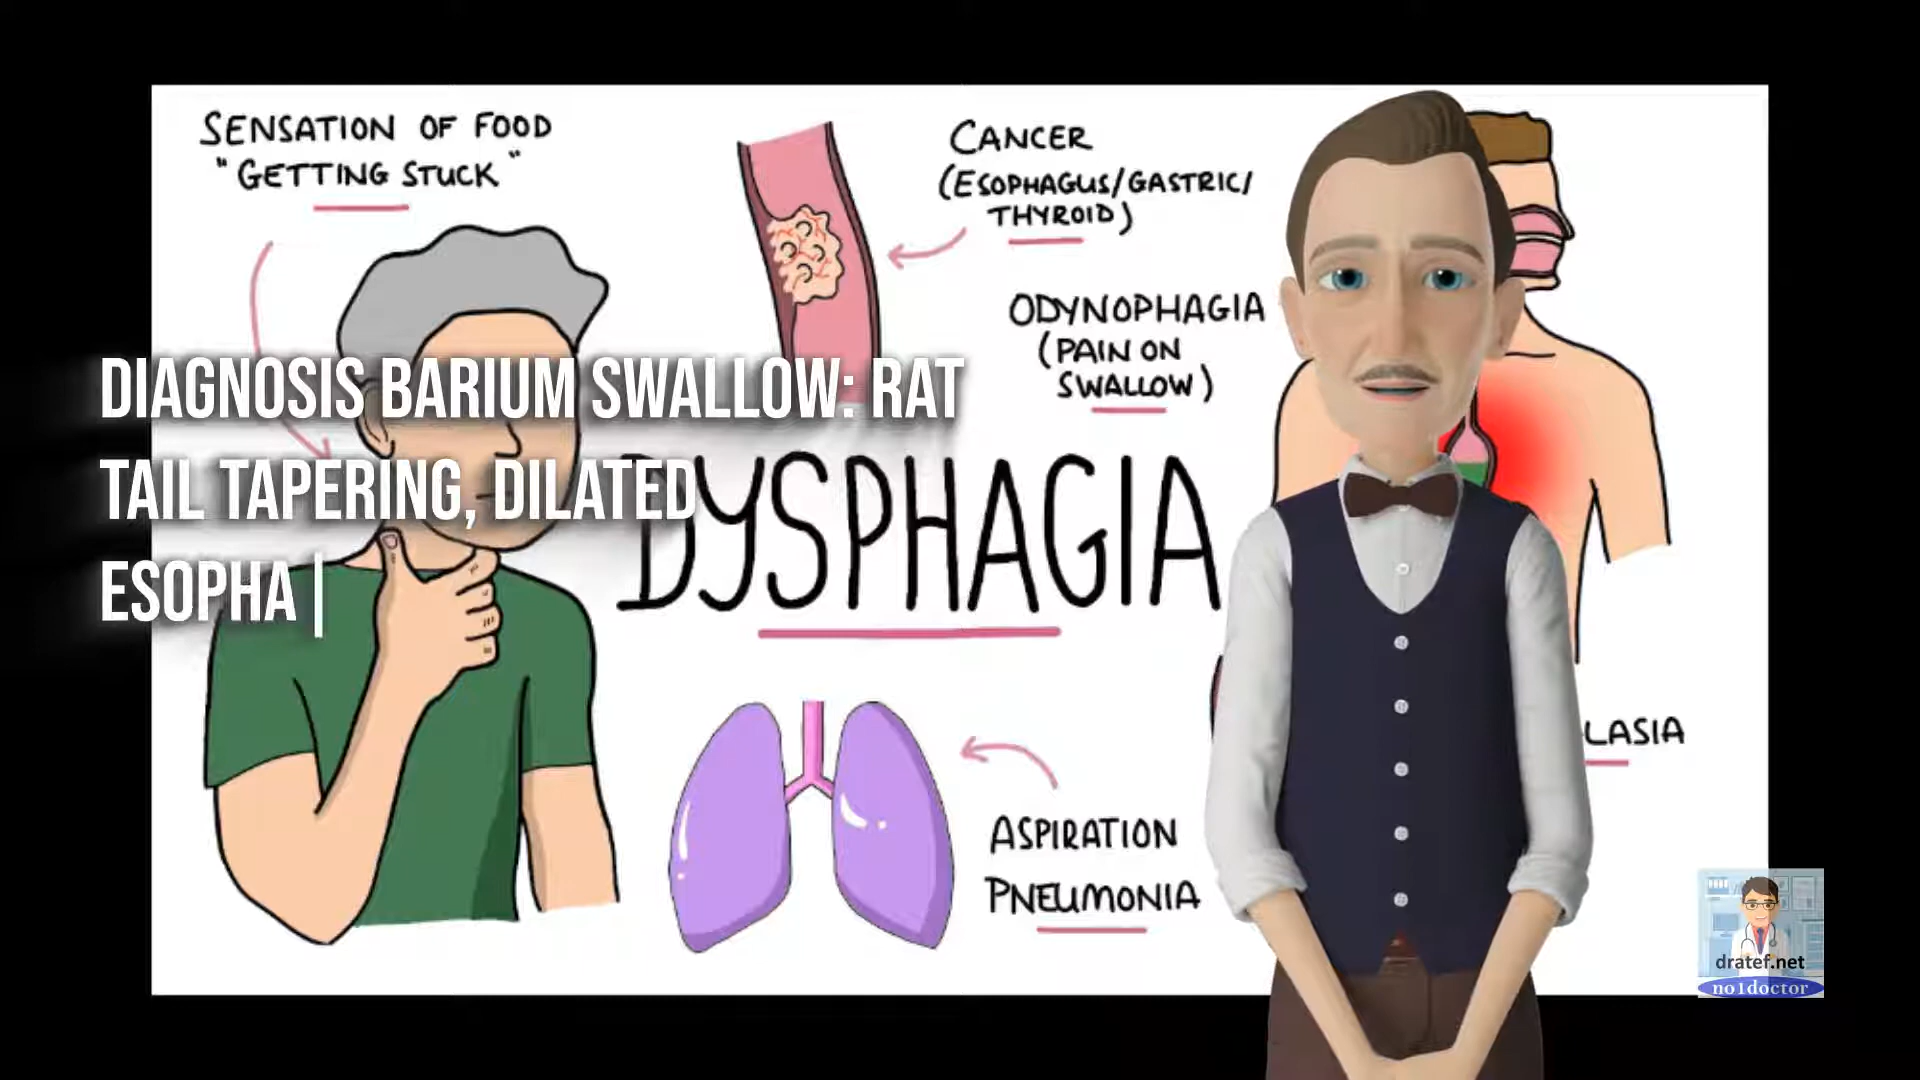 SENSATION OF FOOD
"GETTING STUCK"
CANCER
(ESOPHAGUS/GASTRIC/
THYROID)
ODYNOPHAGIA
(PAIN ON
SWALLOW)
DIAGNOSIS BARIUM SWALLOW: RAT
TAIL TAPERING, DILATED
ESOPHA|
DYSPHAGIA
LASIA
ASPIRATION
PNEUMONIA
dratef.net
no1doctor